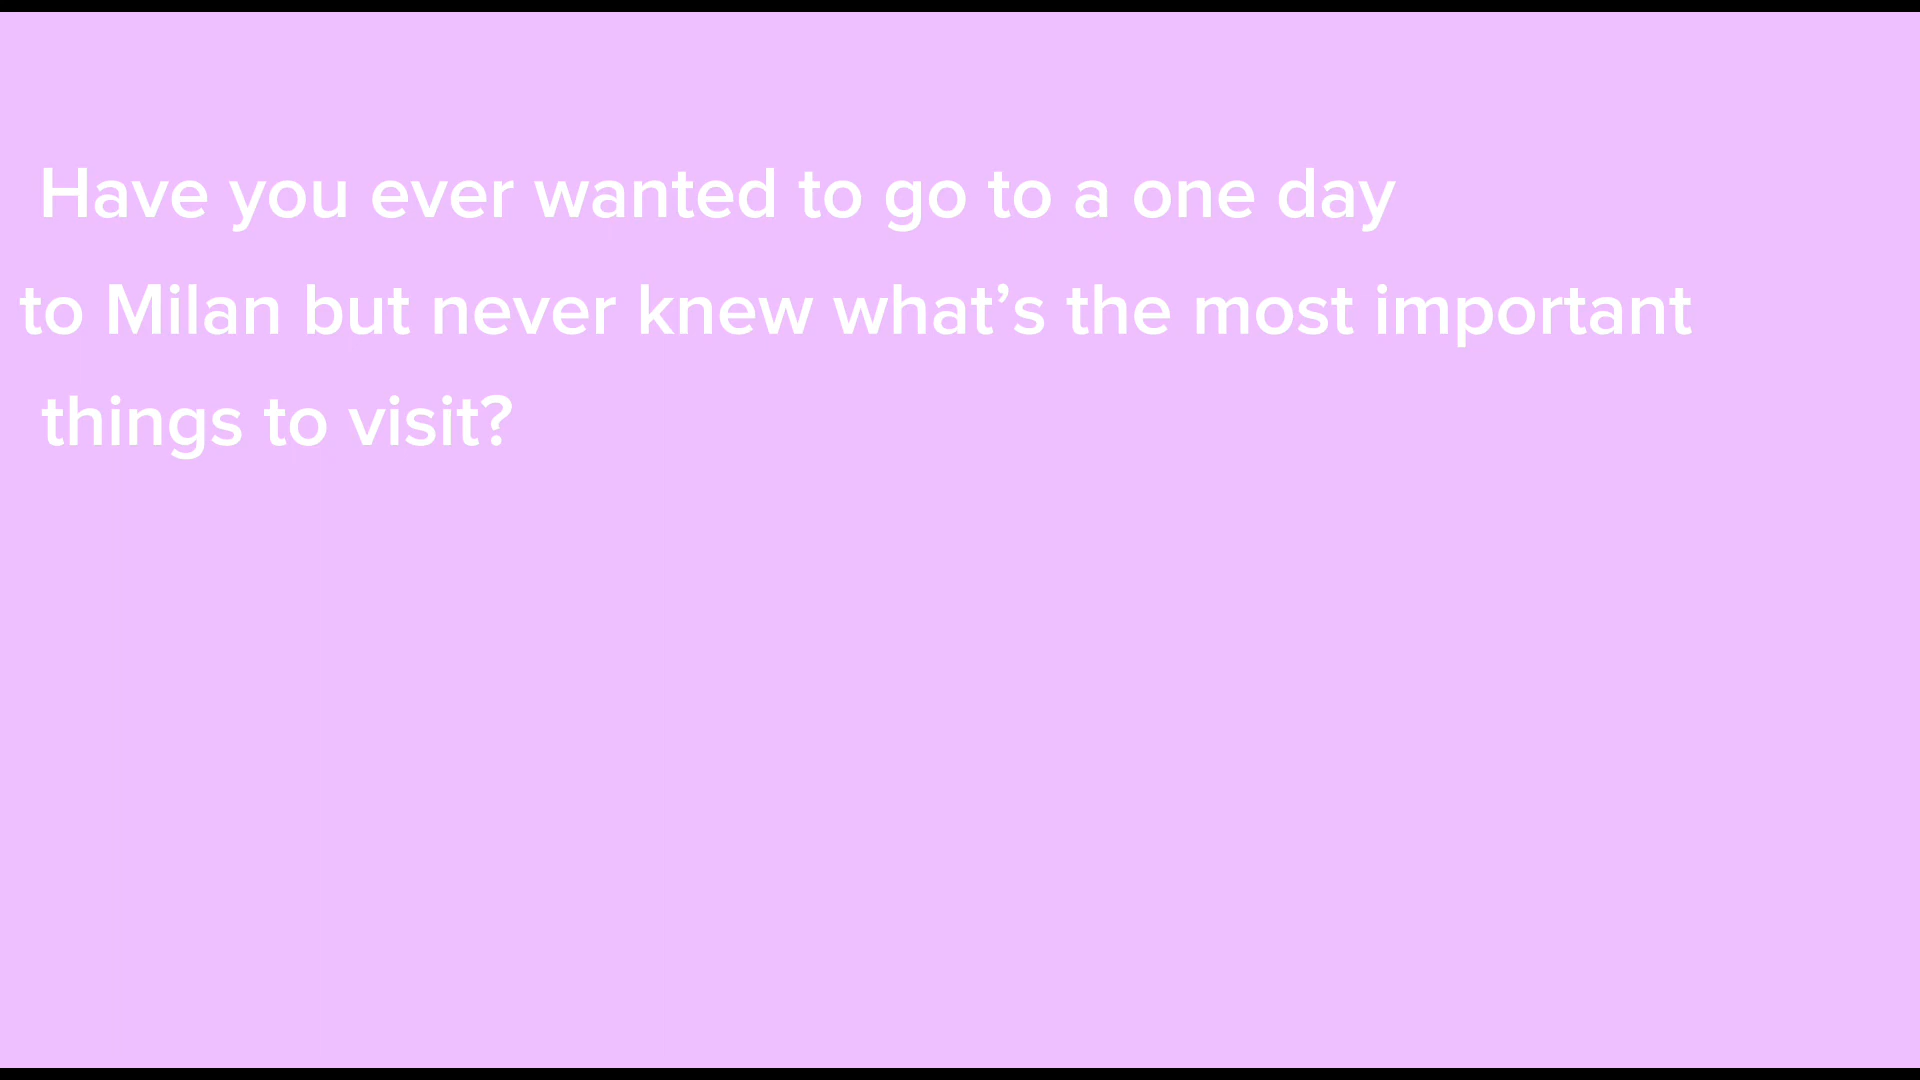 Have you ever wanted to go to a one day
to Milan but never knew what’s the most important
things to visit?